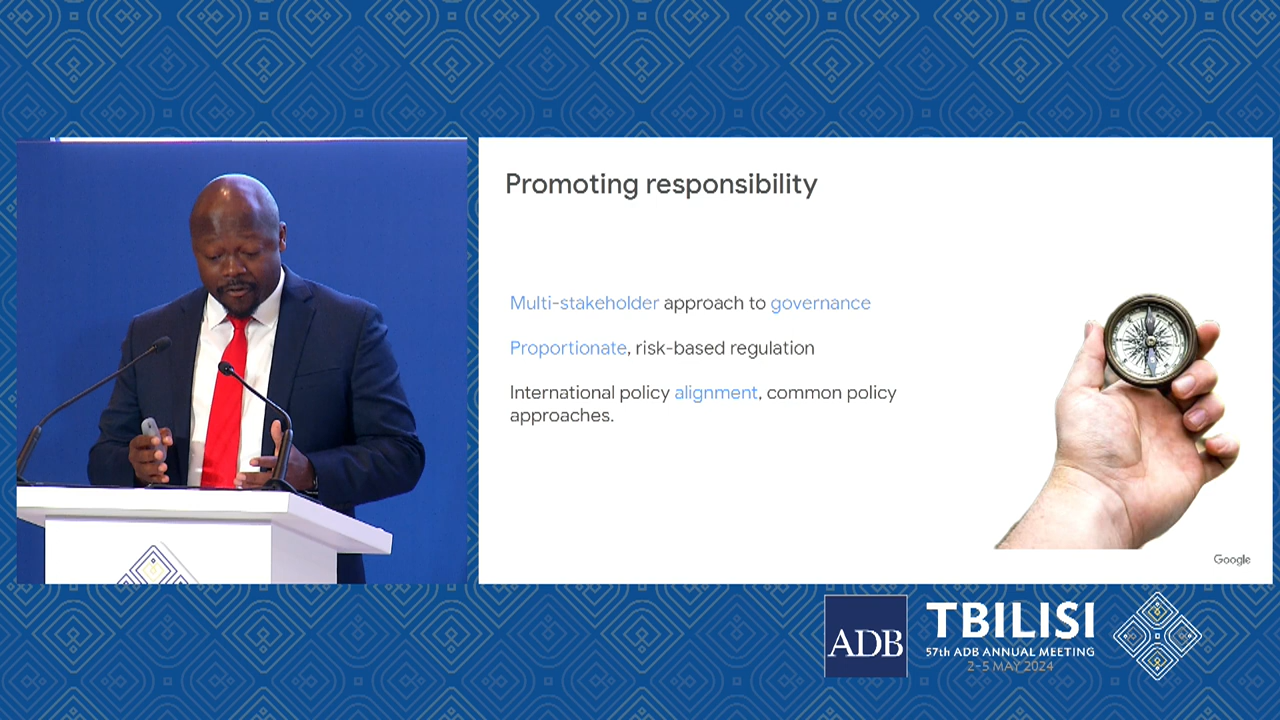 Promoting responsibility
Multi-stakeholder approach to governance
Proportionate, risk-based regulation
International policy alignment, common policy
approaches.
Google
ADB
TBILISI
57th ADB ANNUAL MEETING
2-5 MAY 2024